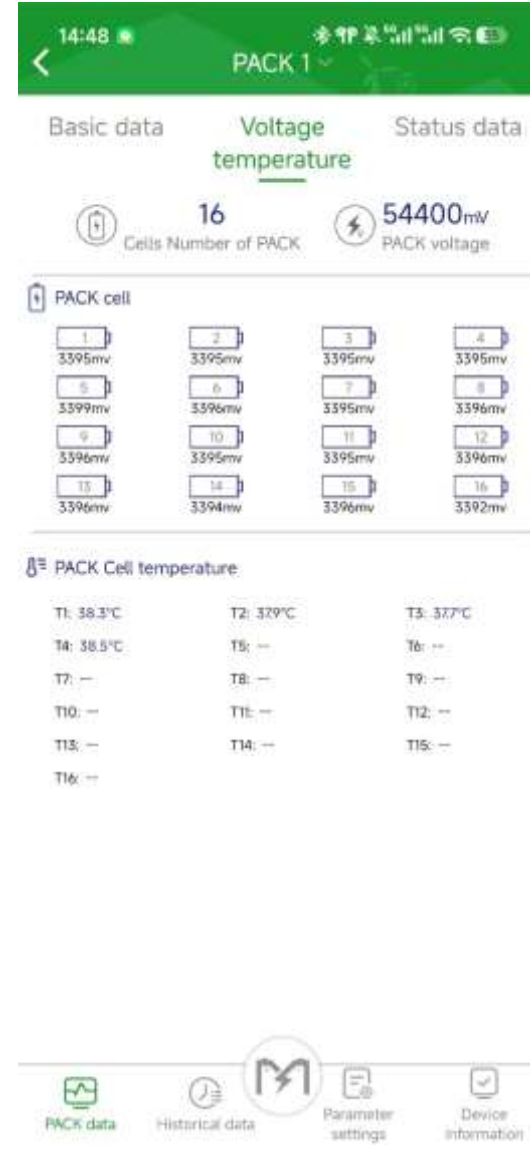 14:48
PACK 1
Basic data Voltage temperature Status data
16 54400mV
Cells Number of PACK PACK voltage
PACK cell
1 2 3 4
3395mv 3395mv 3395mv 3395mv
5 6 7 8
3399mv 3396mv 3395mv 3396mv
9 10 11 12
3396mv 3395mv 3395mv 3396mv
13 14 15 16
3396mv 3394mv 3396mv 3392mv
PACK Cell temperature
T1: 38.3°C T2: 37.9°C T3: 37.7°C
T4: 38.5°C T5: -- T6: --
T7: -- T8: -- T9: --
T10: -- T11: -- T12: --
T13: -- T14: -- T15: --
T16: --
PACK data Historical data Parameter settings Device information